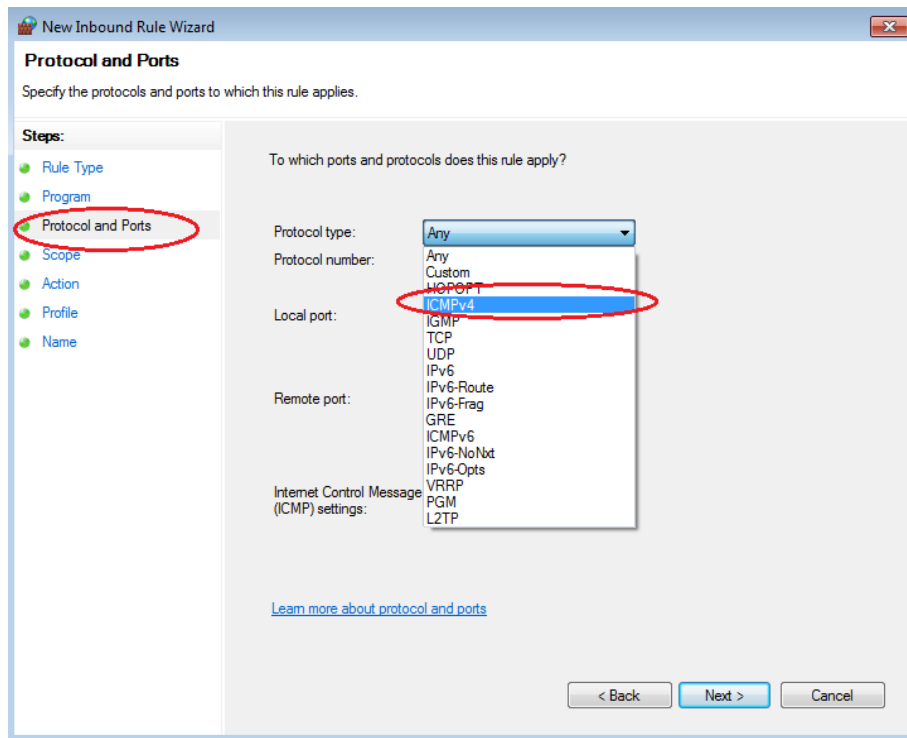 New Inbound Rule Wizard
Protocol and Ports
Specify the protocols and ports to which this rule applies.
Steps:
Rule Type
Program
Protocol and Ports
Scope
Action
Profile
Name
To which ports and protocols does this rule apply?
Protocol type:
Any
Protocol number:
Any
Custom
HOPOPT
ICMPv4
IGMP
TCP
UDP
IPv6
IPv6-Route
IPv6-Frag
GRE
ICMPv6
IPv6-NoNxt
IPv6-Opts
VRRP
PGM
L2TP
Local port:
Remote port:
Internet Control Message
(ICMP) settings:
Learn more about protocol and ports
< Back
Next >
Cancel